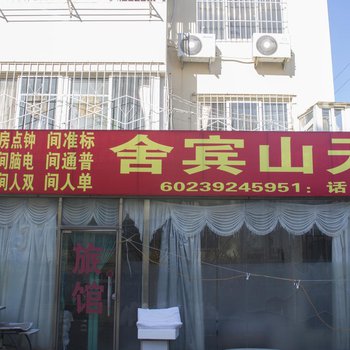 天山宾舍
话:15954293206
标准间 钟点房
普通间 电脑间
单人间 双人间
旅馆